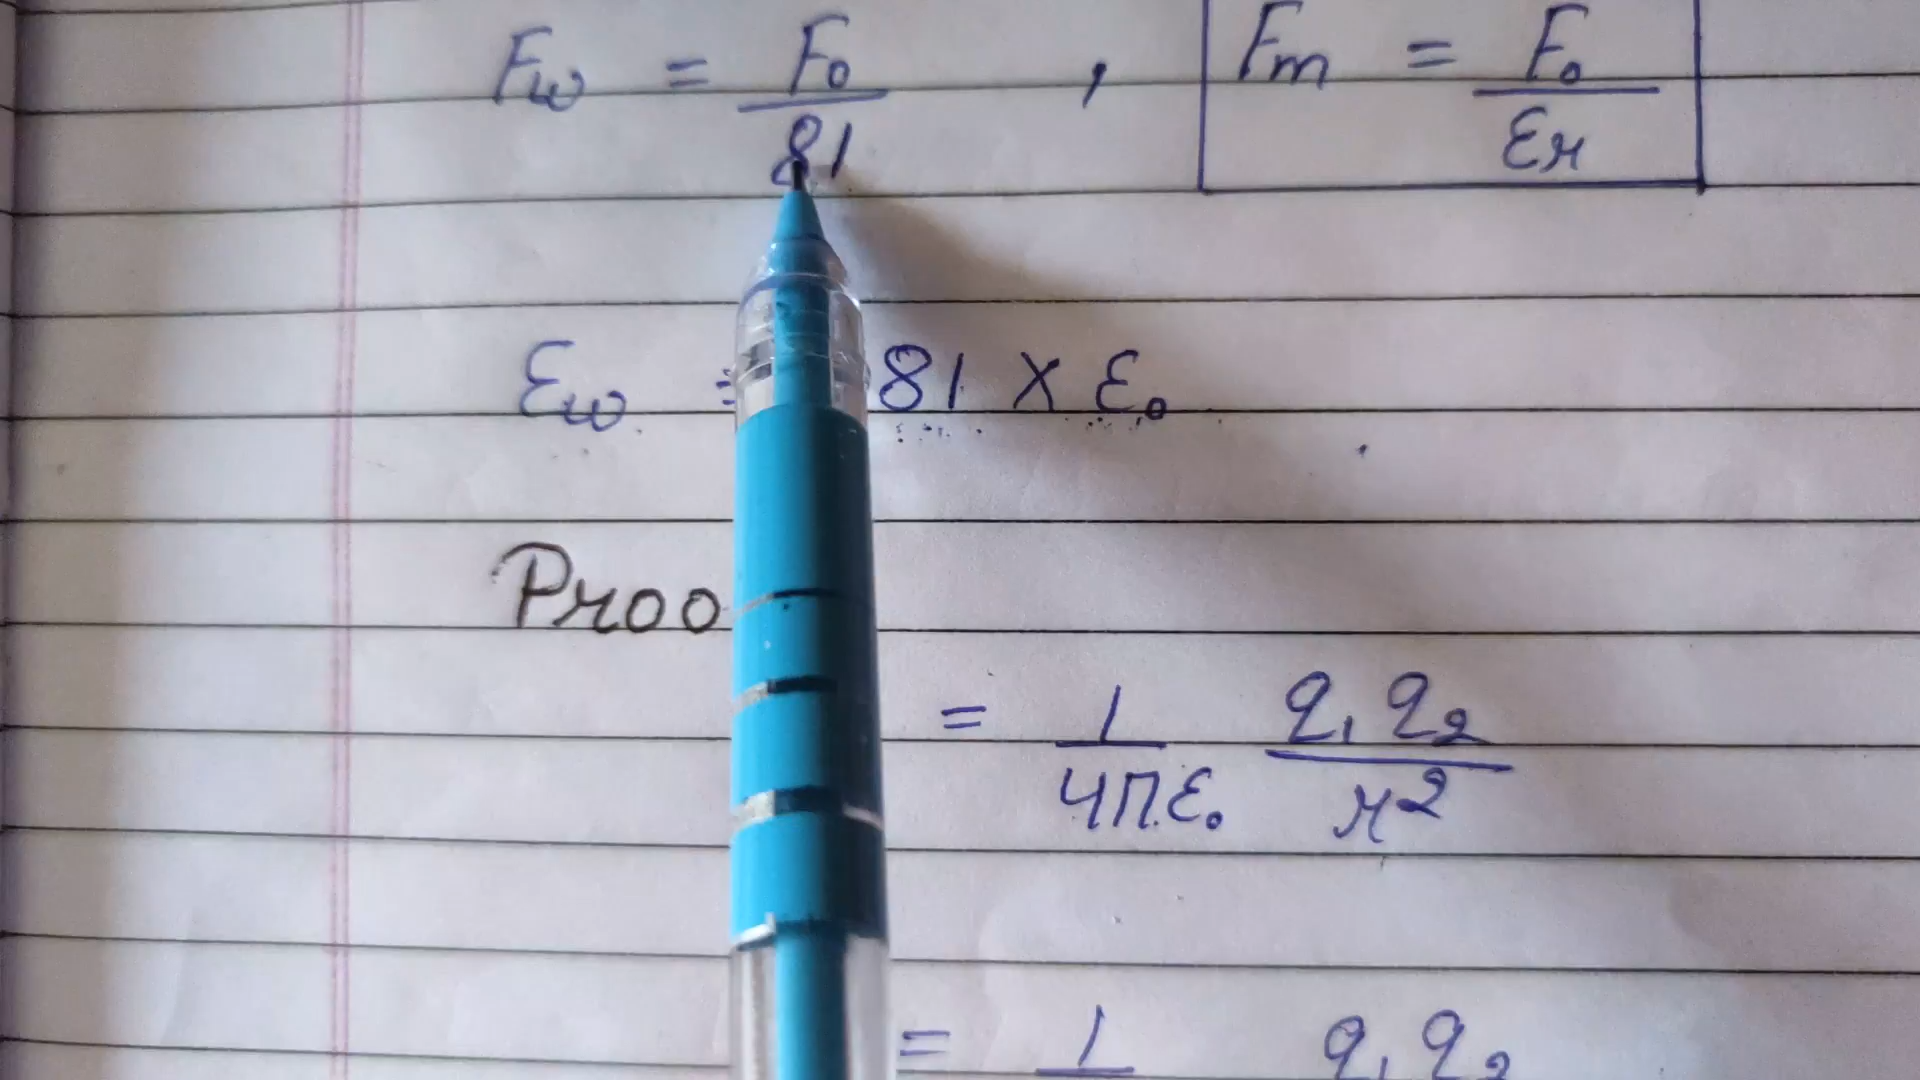 Fw = F₀/81 , Fm = F₀/εr
εw = 81 × ε₀
Proo
= 1/4πε₀ q₁q₂/r²
= 1 q₁q₂